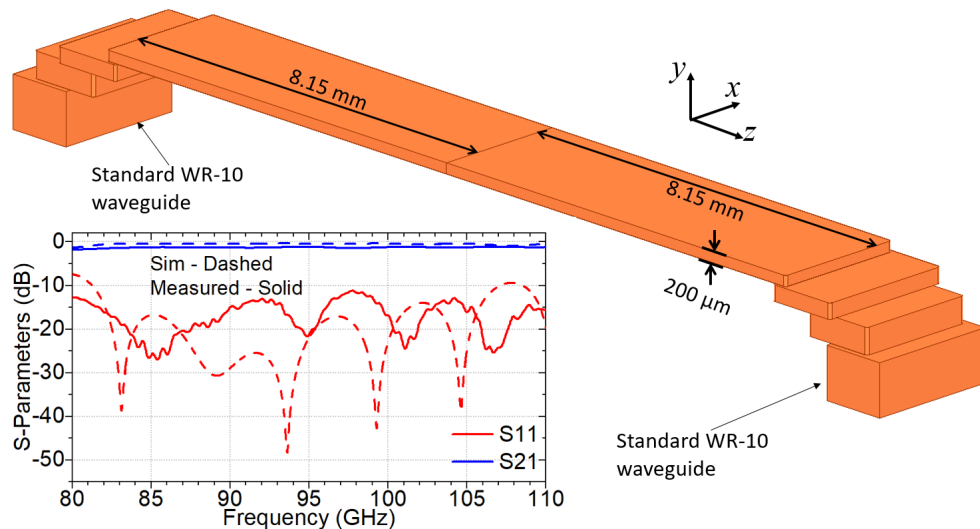 8.15 mm
y
x
z
Standard WR-10
waveguide
8.15 mm
200 μm
Standard WR-10
waveguide
S-Parameters (dB)
0
-10
-20
-30
-40
-50
Sim - Dashed
Measured - Solid
S11
S21
80 85 90 95 100 105 110
Frequency (GHz)